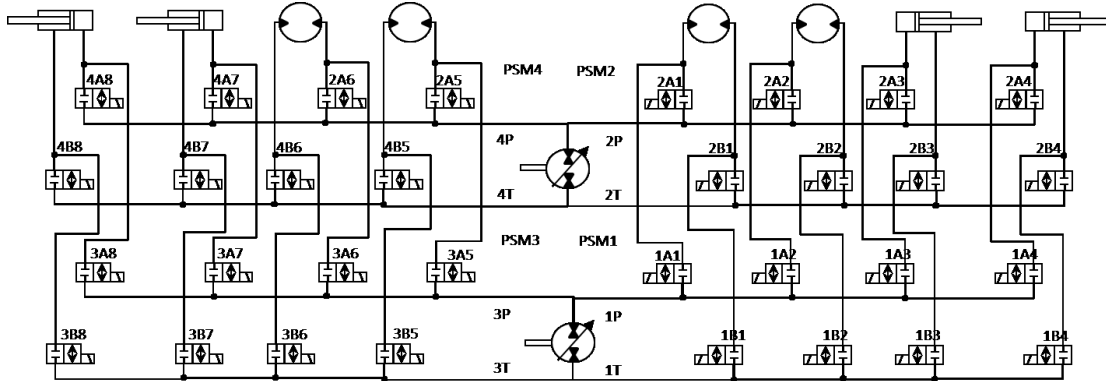 PSM4 PSM2
4A8 4A7 2A6 2A5 2A1 2A2 2A3 2A4
4P 2P
4B8 4B7 4B6 4B5 2B1 2B2 2B3 2B4
4T 2T
PSM3 PSM1
3A8 3A7 3A6 3A5 1A1 1A2 1A3 1A4
3P 1P
3B8 3B7 3B6 3B5 1B1 1B2 1B3 1B4
3T 1T